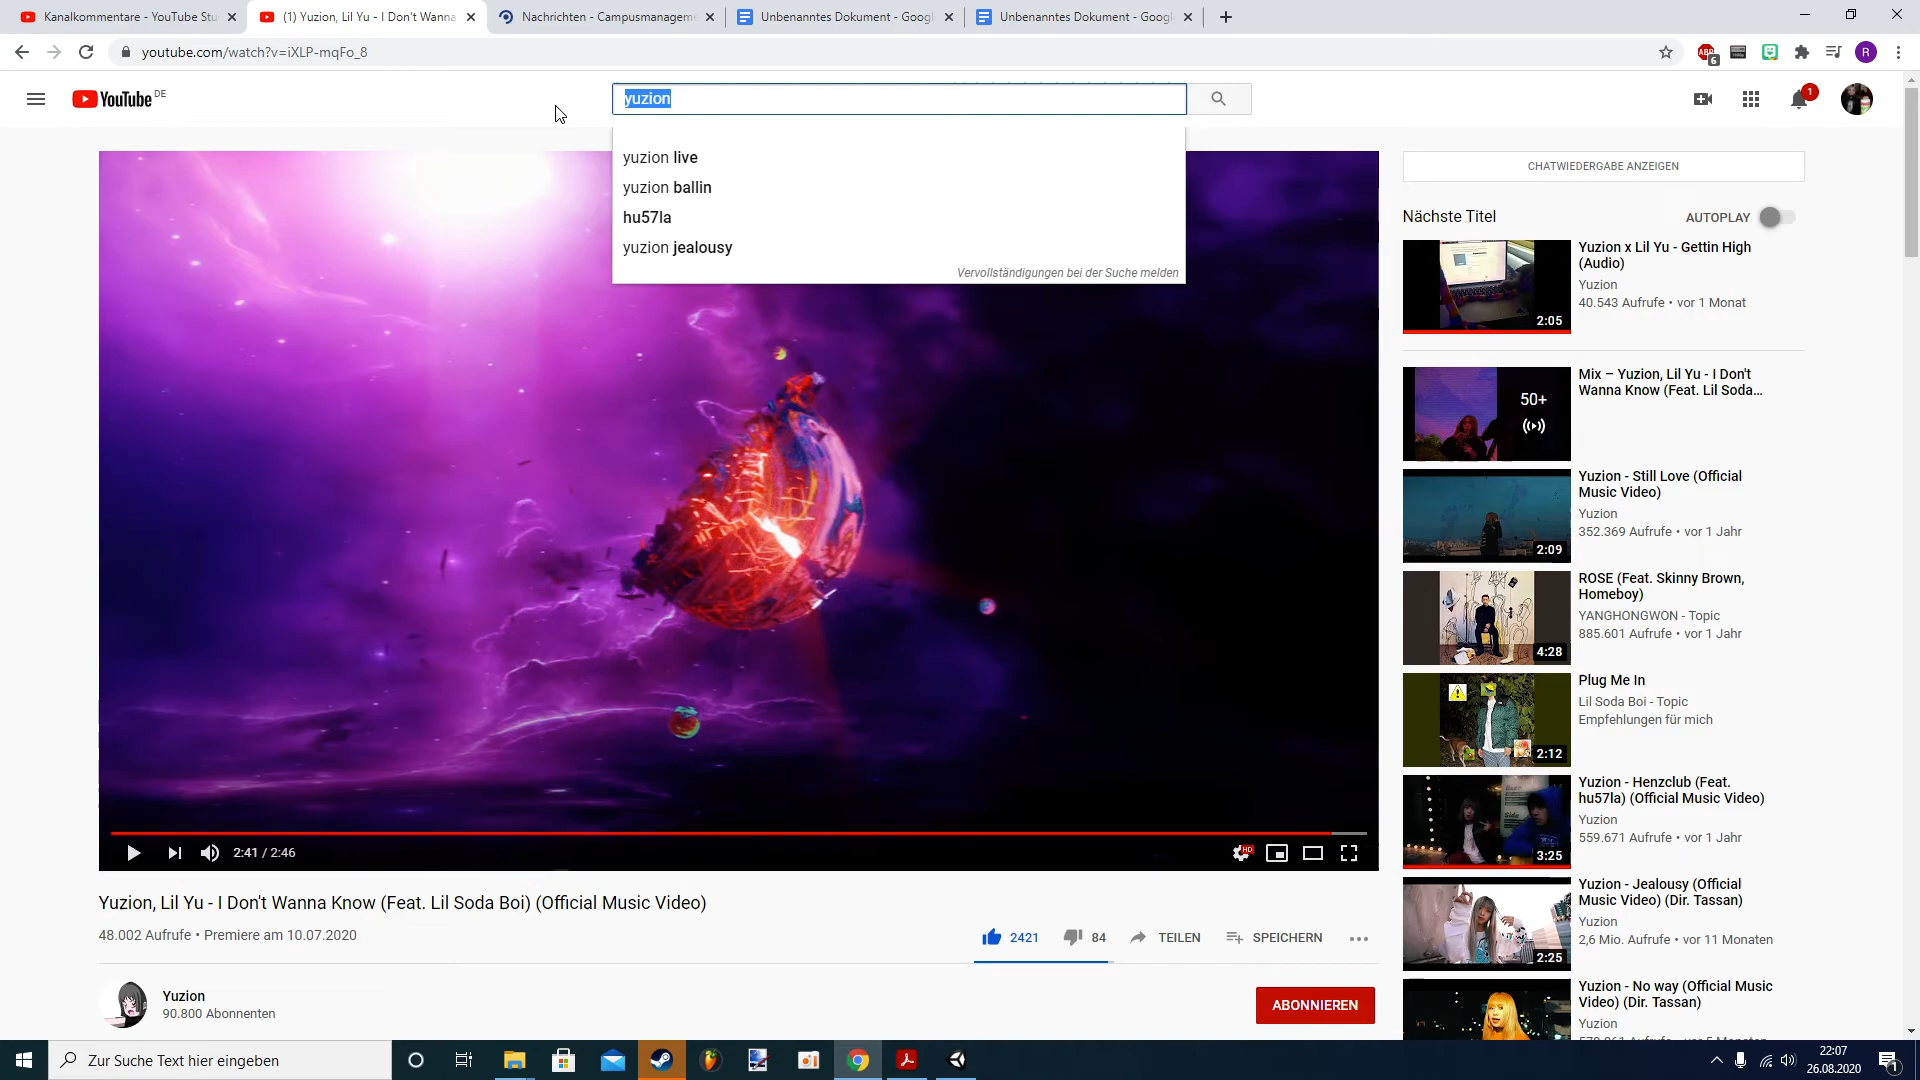 Kanalkommentare - YouTube Stu
(1) Yuzion, Lil Yu - I Don't Wanna
Nachrichten - Campusmanagem
Unbenanntes Dokument - Googl
Unbenanntes Dokument - Googl
youtube.com/watch?v=iXLP-mqFo_8
ABP
6
R
YouTube DE
yuzion
1
yuzion live
yuzion ballin
hu57la
yuzion jealousy
Vervollständigungen bei der Suche melden
2:41 / 2:46
HD
Yuzion, Lil Yu - I Don't Wanna Know (Feat. Lil Soda Boi) (Official Music Video)
48.002 Aufrufe • Premiere am 10.07.2020
2421
84
TEILEN
SPEICHERN
Yuzion
90.800 Abonnenten
ABONNIEREN
CHATWIEDERGABE ANZEIGEN
Nächste Titel
AUTOPLAY
Yuzion x Lil Yu - Gettin High
(Audio)
Yuzion
40.543 Aufrufe • vor 1 Monat
2:05
Mix – Yuzion, Lil Yu - I Don't
Wanna Know (Feat. Lil Soda...
50+
Yuzion - Still Love (Official
Music Video)
Yuzion
352.369 Aufrufe • vor 1 Jahr
2:09
ROSE (Feat. Skinny Brown,
Homeboy)
YANGHONGWON - Topic
885.601 Aufrufe • vor 1 Jahr
4:28
Plug Me In
Lil Soda Boi - Topic
Empfehlungen für mich
2:12
Yuzion - Henzclub (Feat.
hu57la) (Official Music Video)
Yuzion
559.671 Aufrufe • vor 1 Jahr
3:25
Yuzion - Jealousy (Official
Music Video) (Dir. Tassan)
Yuzion
2,6 Mio. Aufrufe • vor 11 Monaten
2:25
Yuzion - No way (Official Music
Video) (Dir. Tassan)
Yuzion
Zur Suche Text hier eingeben
22:07
26.08.2020
1